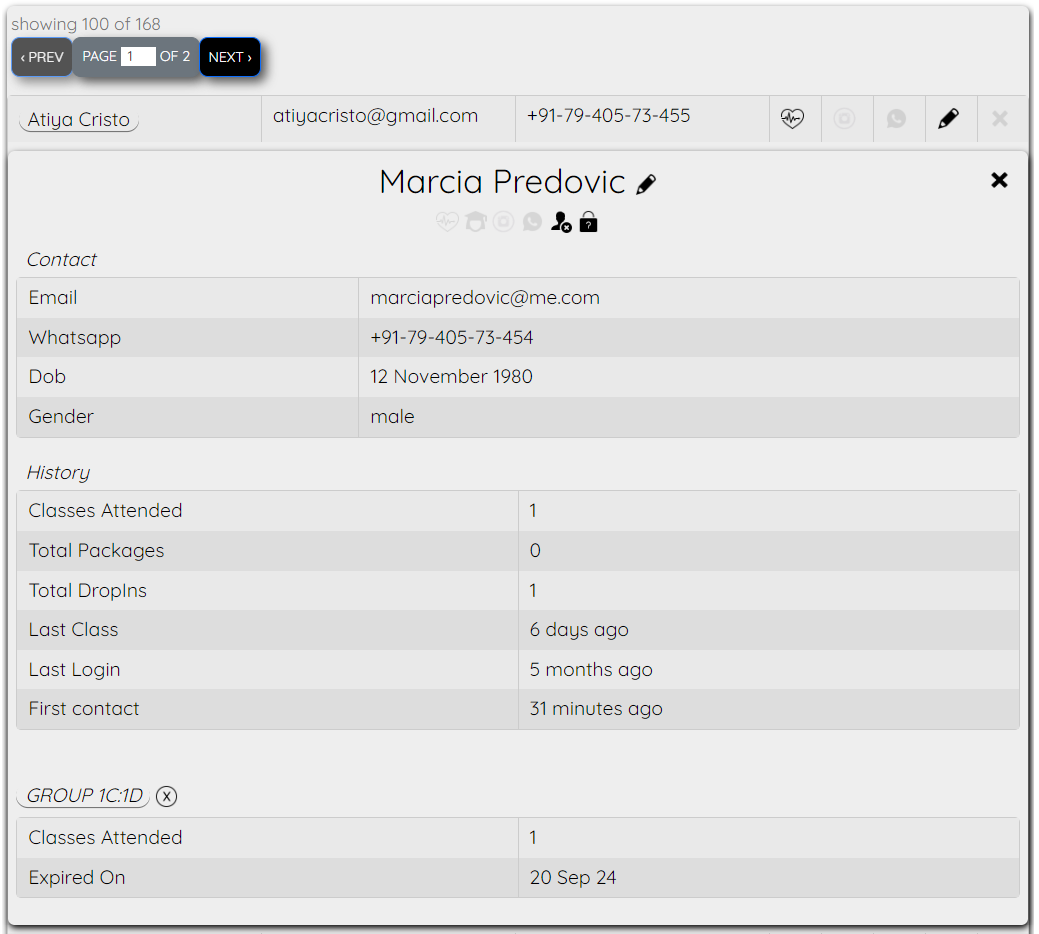 showing 100 of 168
‹ PREV PAGE 1 OF 2 NEXT ›
Atiya Cristo atiyacristo@gmail.com +91-79-405-73-455
Marcia Predovic
Contact
Email marciapredovic@me.com
Whatsapp +91-79-405-73-454
Dob 12 November 1980
Gender male
History
Classes Attended 1
Total Packages 0
Total DropIns 1
Last Class 6 days ago
Last Login 5 months ago
First contact 31 minutes ago
GROUP 1C:1D X
Classes Attended 1
Expired On 20 Sep 24